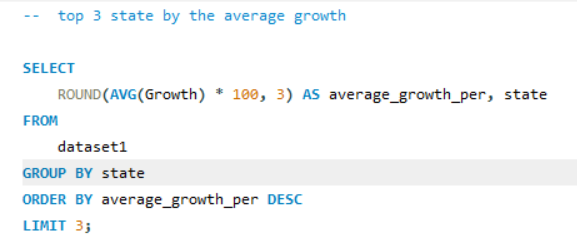 -- top 3 state by the average growth
SELECT
ROUND(AVG(Growth) * 100, 3) AS average_growth_per, state
FROM
dataset1
GROUP BY state
ORDER BY average_growth_per DESC
LIMIT 3;